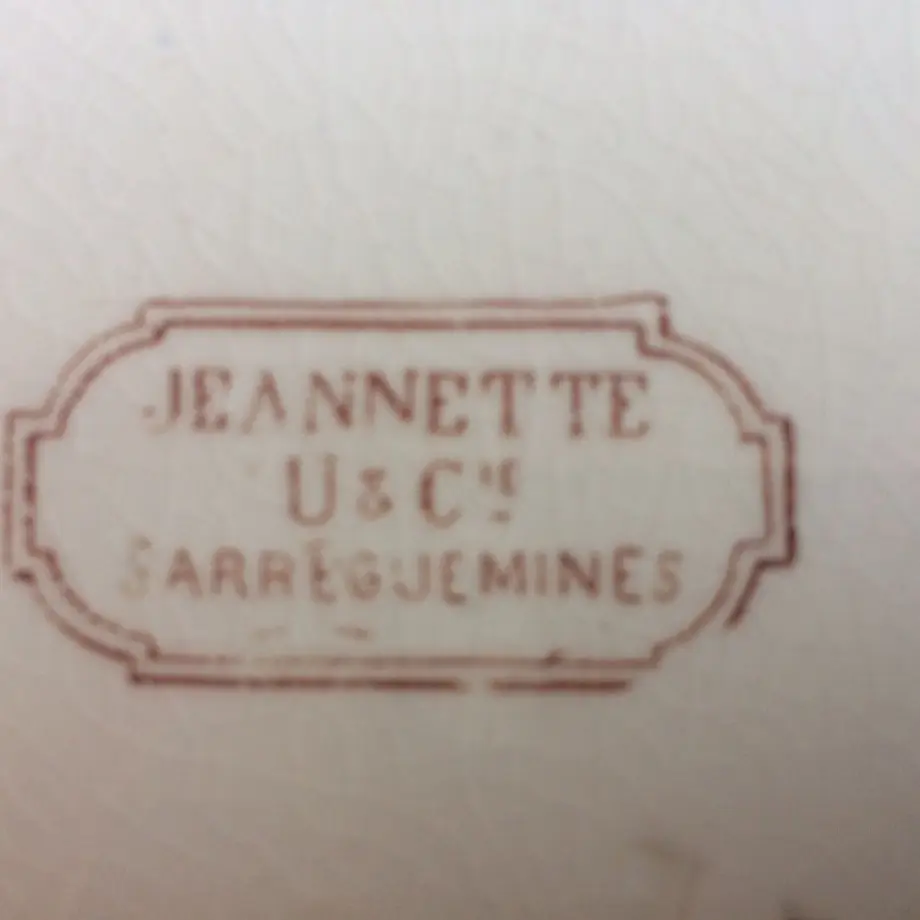 JEANNETTE
U & Cie
SARREGUEMINES